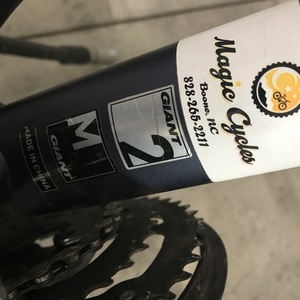 Magic Cycles
Boone, NC
828-265-2211
GIANT
2
M
GIANT
MADE IN CHINA